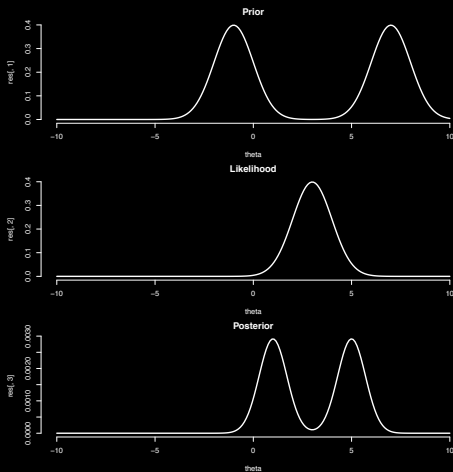 Prior
res[, 1]
0.0 0.1 0.2 0.3 0.4
−10 −5 0 5 10
theta
Likelihood
res[, 2]
0.0 0.1 0.2 0.3 0.4
−10 −5 0 5 10
theta
Posterior
res[, 3]
0.0000 0.0010 0.0020 0.0030
−10 −5 0 5 10
theta